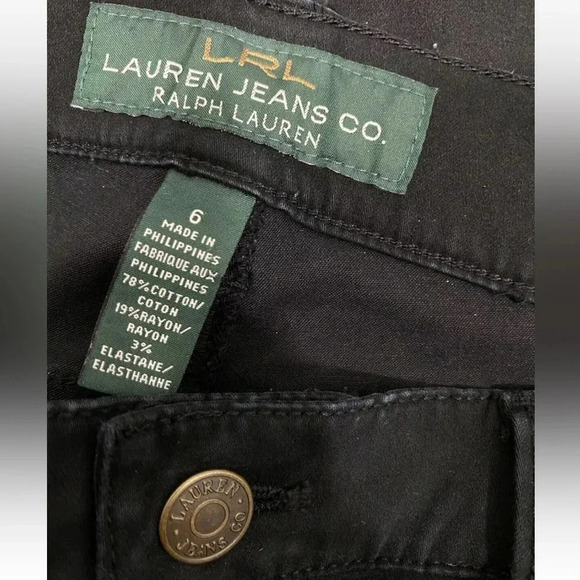 LRL
LAUREN JEANS CO.
RALPH LAUREN
6
MADE IN
PHILIPPINES
FABRIQUE AUX
PHILIPPINES
78%COTTON/
COTON
19%RAYON/
RAYON
3%
ELASTANE/
ELASTHANNE
LAUREN
JEANS CO